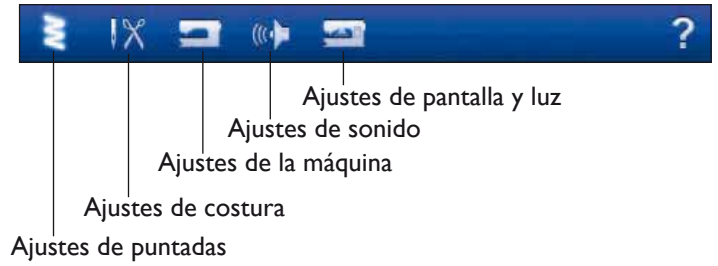 ?
Ajustes de pantalla y luz
Ajustes de sonido
Ajustes de la máquina
Ajustes de costura
Ajustes de puntadas